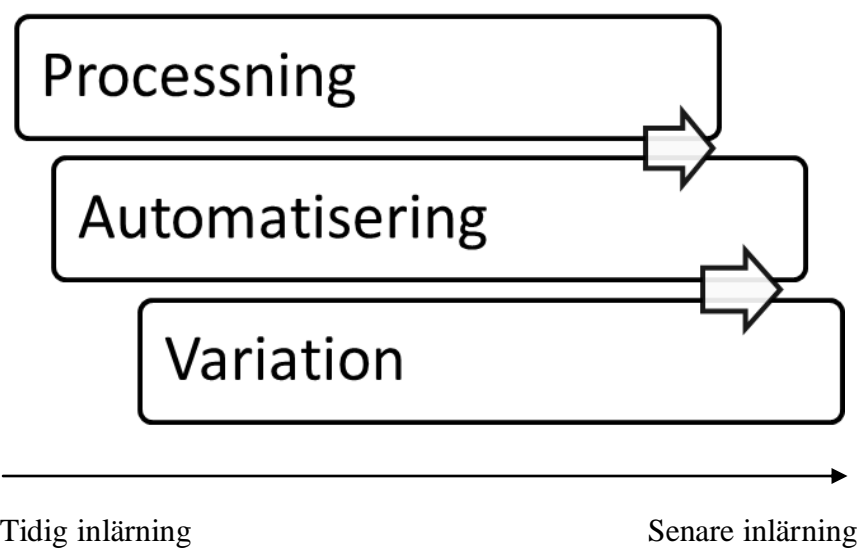 Processning
Automatisering
Variation
Tidig inlärning
Senare inlärning